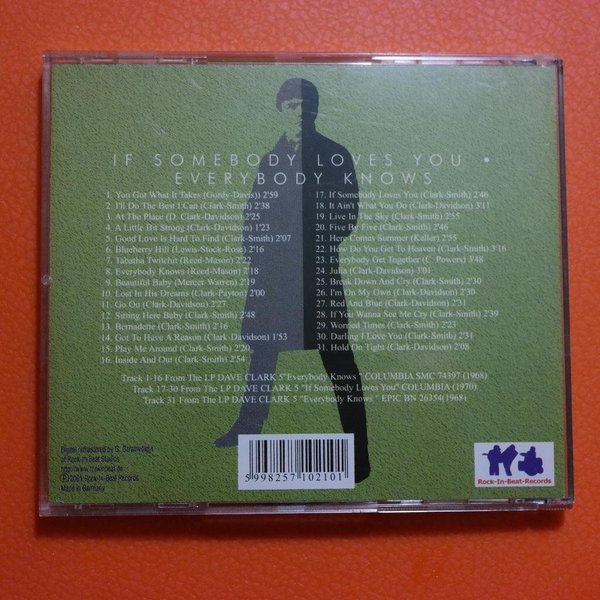 IF SOMEBODY LOVES YOU •
EVERYBODY KNOWS
1. You Got What It Takes (Gordy-Davis)) 2'59
2. I'll Do The Best I Can (Clark-Smith) 2'38
3. At The Place (D. Clark-Davidson) 2'25
4. A Little Bit Strong (Clark-Davidson) 1'23
5. Good Love Is Hard To Find (Clark-Smith) 2'07
6. Blueberry Hill (Lewis-Stock-Rose) 2'16
7. Tabatha Twitchit (Reed-Mason) 2'22
8. Everybody Knows (Reed-Mason) 2'18
9. Beautiful Baby (Mercer-Warren) 2'19
10. Lost In His Dreams (Clark-Payton) 2'00
11. Go On (Clark-Davidson) 2'27
12. Sitting Here Baby (Clark-Smith) 2'48
13. Bernadette (Clark-Smith) 2'16
14. Got To Have A Reason (Clark-Davidson) 1'53
15. Play Me Around (Clark-Smith) 2'20
16. Inside And Out (Clark-Smith) 2'54
17. If Somebody Loves You (Clark-Smith) 2'46
18. It Ain't What You Do (Clark-Davidson) 3'11
19. Live In The Sky (Clark-Smith) 2'55
20. Five By Five (Clark-Smith) 2'46
21. Here Comes Summer (Keller) 2'55
22. How Do You Get To Heaven (Clark-Smith) 3'16
23. Everybody Get Together (C. Powers) 3'48
24. Julia (Clark-Davidson) 3'01
25. Break Down And Cry (Clark-Smith) 3'30
26. I'm On My Own (Clark-Smith) 2'30
27. Red And Blue (Clark-Davidson) 2'31
28. If You Wanna See Me Cry (Clark-Smith) 2'39
29. Worried Times (Clark-Smith) 2'23
30. Darling I Love You (Clark-Smith) 2'31
31. Hold On Tight (Clark-Davidson) 2'08
Track 1-16 From The LP DAVE CLARK 5"Everybody Knows " COLUMBIA SMC 74397 (1968)
Track 17-30 From The LP DAVE CLARK 5 "If Somebody Loves You" COLUMBIA (1970)
Track 31 From The LP DAVE CLARK 5 "Everybody Knows " EPIC BN 26354(1968)
Digital remastered by S.
of Rock-In-Beat Studios
Rock-In-Beat Records
Made in Germany
5 998257 102101
Rock-In-Beat-Records